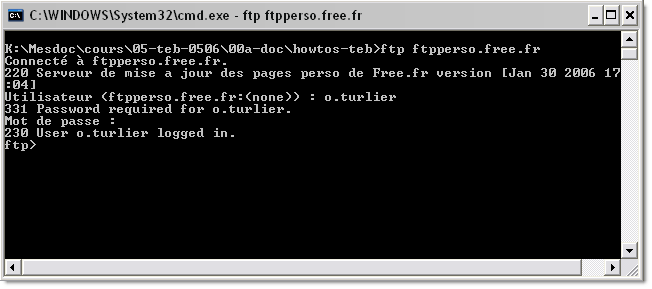 C:\WINDOWS\System32\cmd.exe - ftp ftpperso.free.fr
K:\Mesdoc\cours\05-teb-0506\00a-doc\howtos-teb>ftp ftpperso.free.fr
Connecté à ftpperso.free.fr.
220 Serveur de mise a jour des pages perso de Free.fr version [Jan 30 2006 17
:04]
Utilisateur (ftpperso.free.fr:(none)) : o.turlier
331 Password required for o.turlier.
Mot de passe :
230 User o.turlier logged in.
ftp>